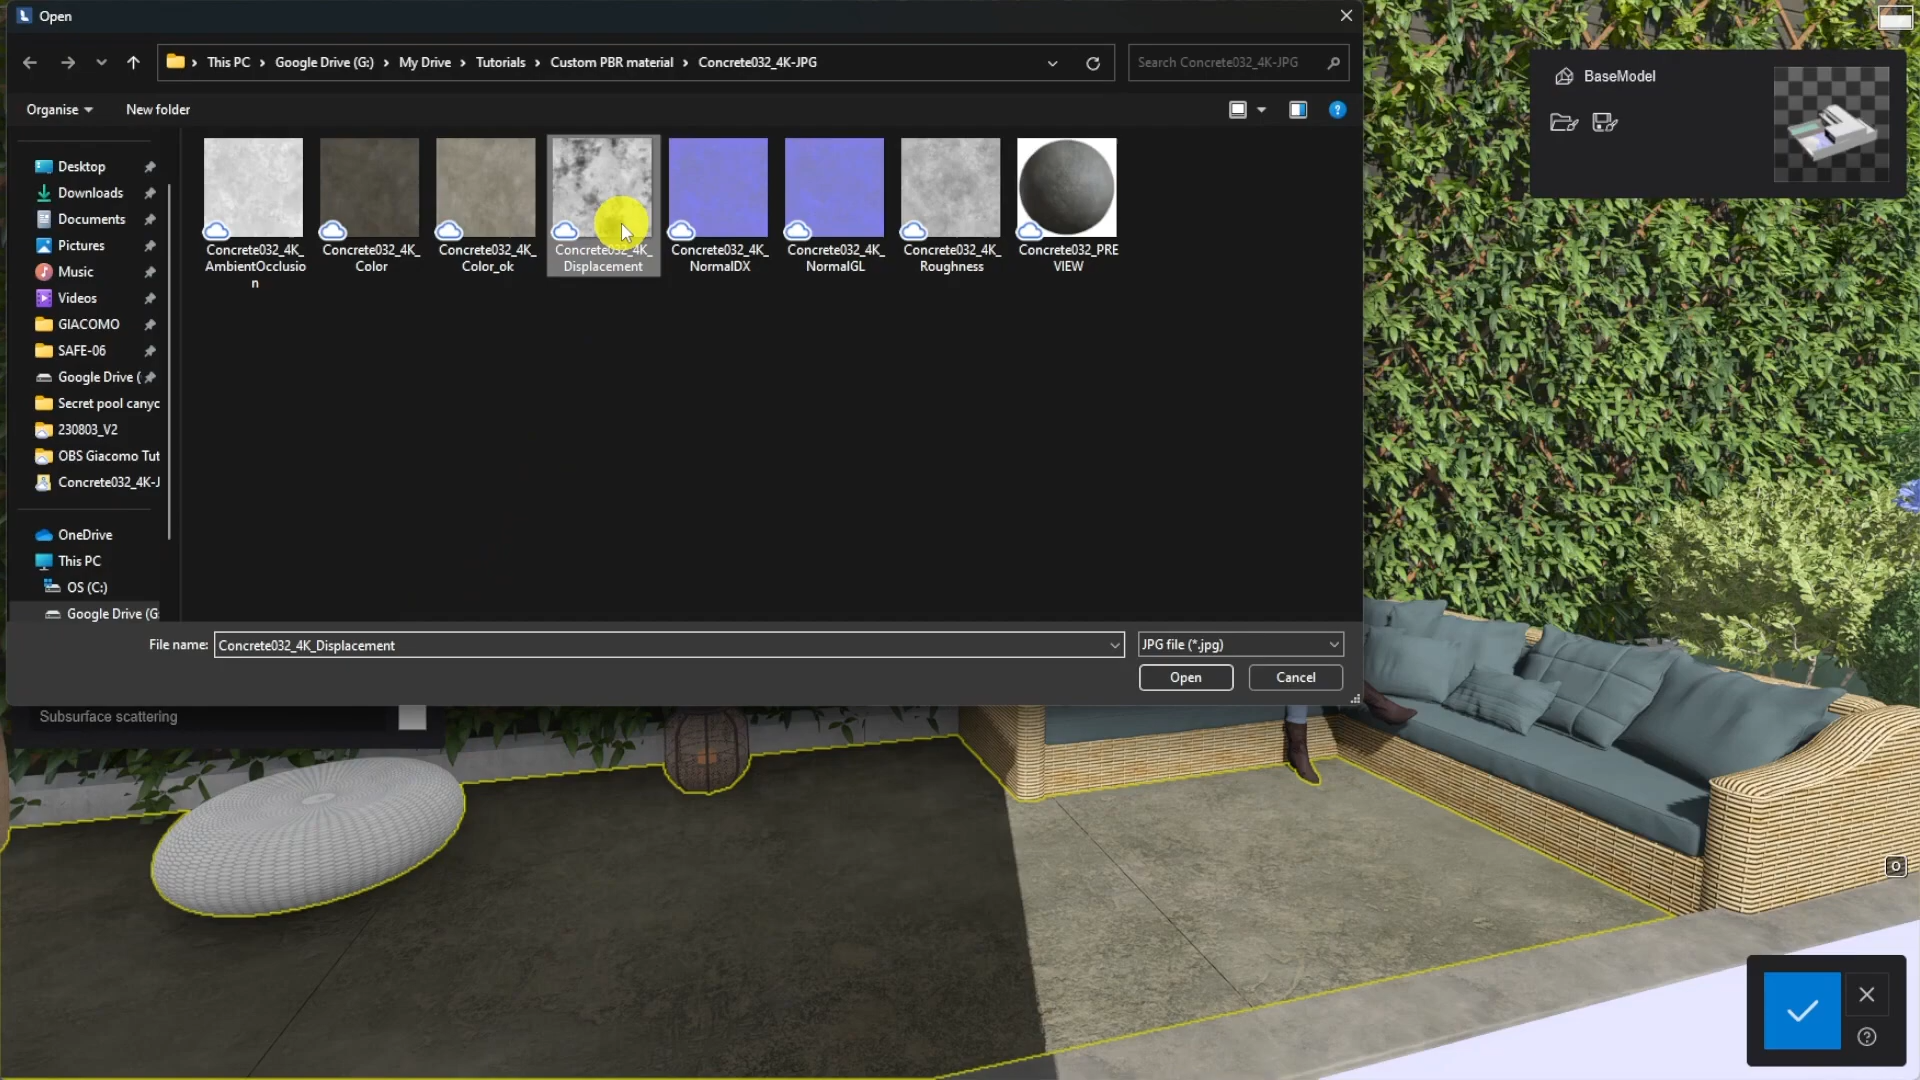 Open
This PC
Google Drive (G:)
My Drive
Tutorials
Custom PBR material
Concrete032_4K-JPG
Search Concrete032_4K-JPG
Organise
New folder
Desktop
Downloads
Documents
Pictures
Music
Videos
GIACOMO
SAFE-06
Google Drive (
Secret pool canyc
230803_V2
OBS Giacomo Tut
Concrete032_4K-J
OneDrive
This PC
OS (C:)
Google Drive (G:
Concrete032_4K_
AmbientOcclusio
n
Concrete032_4K_
Color
Concrete032_4K_
Color_ok
Concrete032_4K_
Displacement
Concrete032_4K_
NormalDX
Concrete032_4K_
NormalGL
Concrete032_4K_
Roughness
Concrete032_PRE
VIEW
File name:
Concrete032_4K_Displacement
JPG file (*.jpg)
Open
Cancel
Subsurface scattering
BaseModel